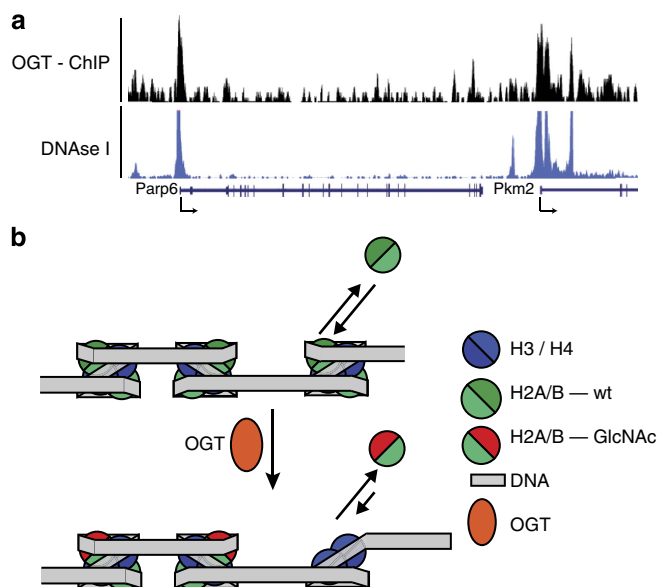 a
OGT - ChIP
DNAse I
Parp6
Pkm2
b
H3 / H4
H2A/B — wt
OGT
H2A/B — GlcNAc
DNA
OGT